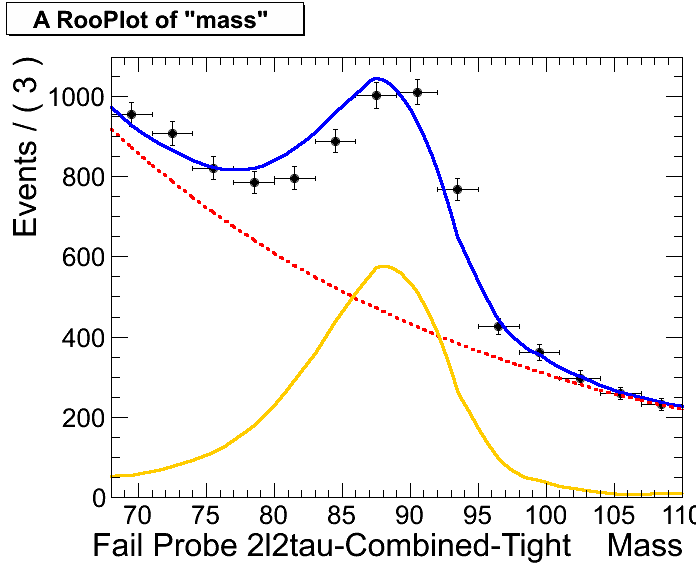 A RooPlot of "mass"
Events / ( 3 )
1000
800
600
400
200
0
70 75 80 85 90 95 100 105 110
Fail Probe 2l2tau-Combined-Tight Mass